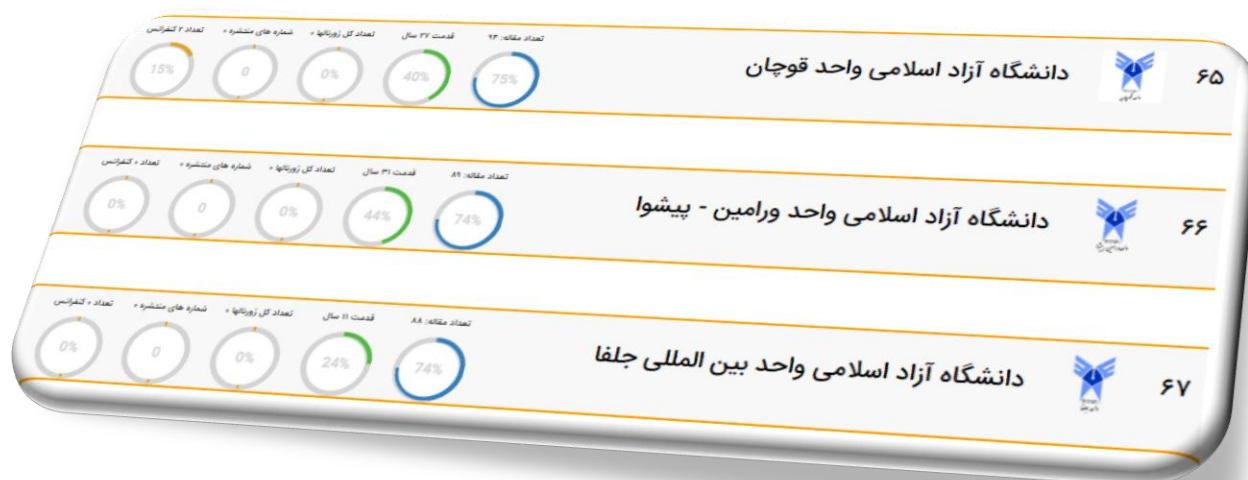 ۶۵
دانشگاه آزاد اسلامی واحد قوچان
تعداد مقاله: ۹۴
75%
قدمت ۲۷ سال
40%
تعداد کل ژورنالها ۰
0%
شماره های منتشره ۰
0
تعداد ۲ کنفرانس
15%
۶۶
دانشگاه آزاد اسلامی واحد ورامین - پیشوا
تعداد مقاله: ۸۹
74%
قدمت ۳۱ سال
44%
تعداد کل ژورنالها ۰
0%
شماره های منتشره ۰
0
تعداد ۰ کنفرانس
0%
۶۷
دانشگاه آزاد اسلامی واحد بین المللی جلفا
تعداد مقاله: ۸۸
74%
قدمت ۱۱ سال
24%
تعداد کل ژورنالها ۰
0%
شماره های منتشره ۰
0
تعداد ۰ کنفرانس
0%